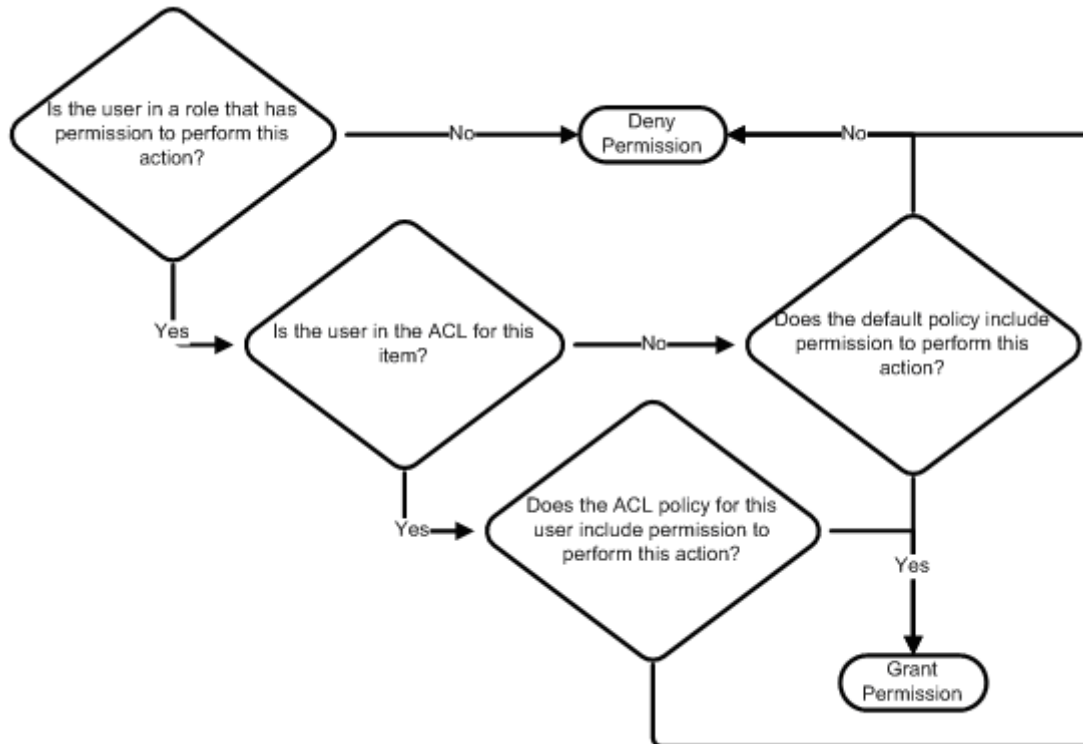 Is the user in a role that has
permission to perform this
action?
No
Deny
Permission
No
Yes
Is the user in the ACL for this
item?
No
Does the default policy include
permission to perform this
action?
Yes
Does the ACL policy for this
user include permission to
perform this action?
Yes
Grant
Permission